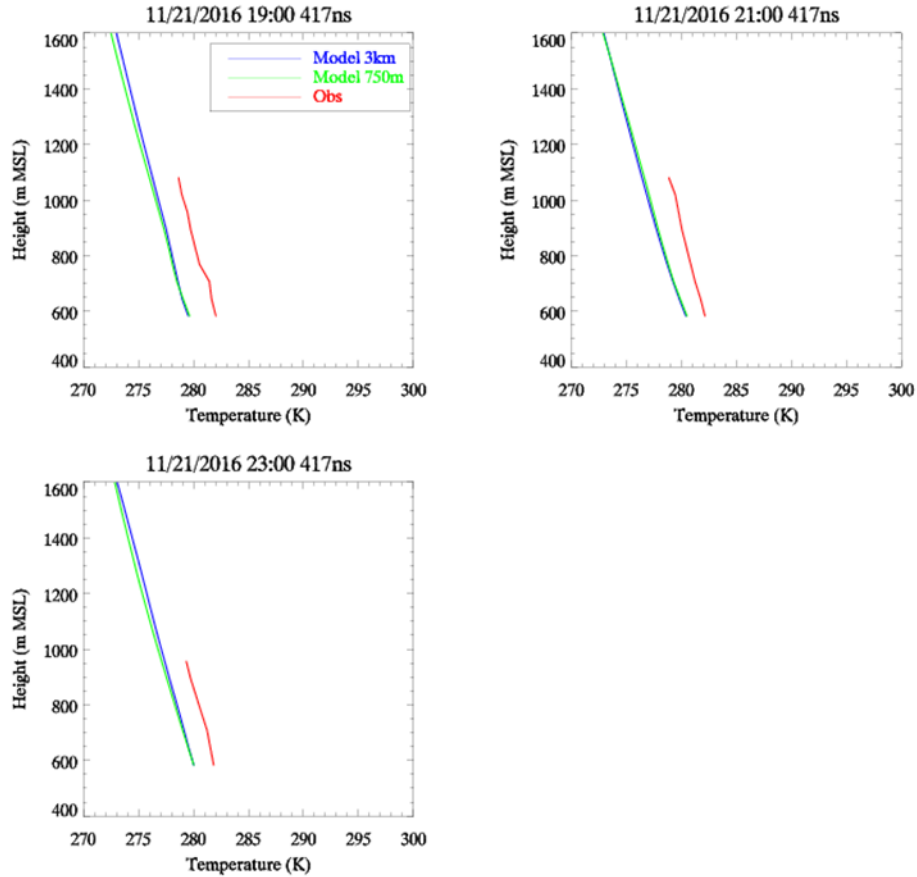 11/21/2016 19:00 417ns
1600
1400
1200
1000
800
600
400
Height (m MSL)
Model 3km
Model 750m
Obs
270 275 280 285 290 295 300
Temperature (K)
11/21/2016 21:00 417ns
1600
1400
1200
1000
800
600
400
Height (m MSL)
270 275 280 285 290 295 300
Temperature (K)
11/21/2016 23:00 417ns
1600
1400
1200
1000
800
600
400
Height (m MSL)
270 275 280 285 290 295 300
Temperature (K)